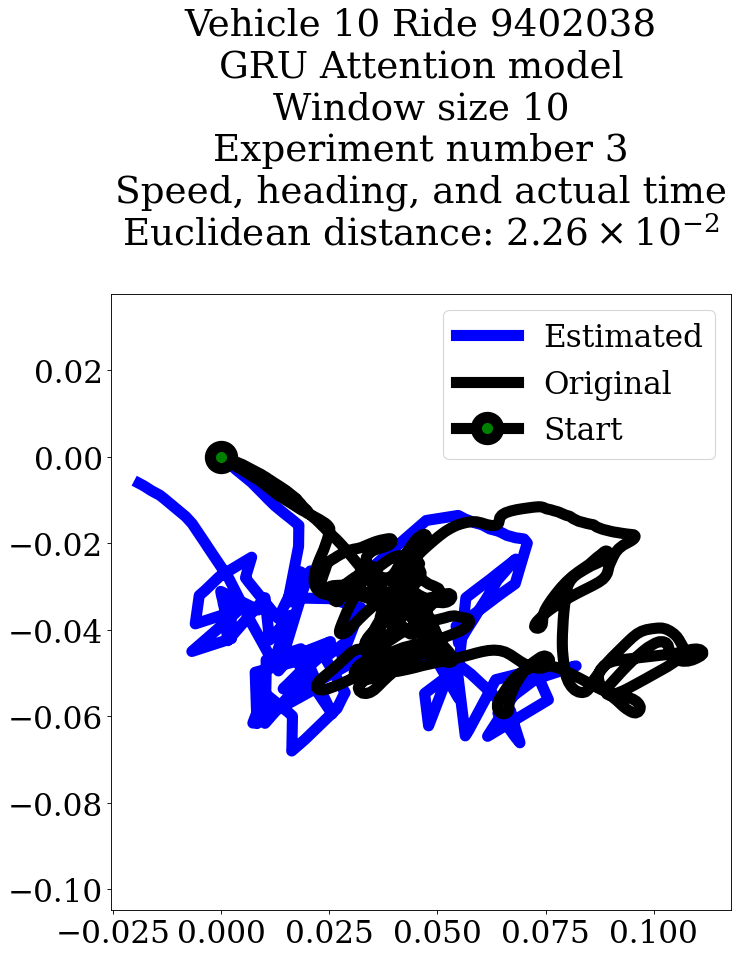 Vehicle 10 Ride 9402038
GRU Attention model
Window size 10
Experiment number 3
Speed, heading, and actual time
Euclidean distance: 2.26 × 10⁻²
Estimated
Original
Start
0.02
0.00
−0.02
−0.04
−0.06
−0.08
−0.10
−0.025 0.000 0.025 0.050 0.075 0.100